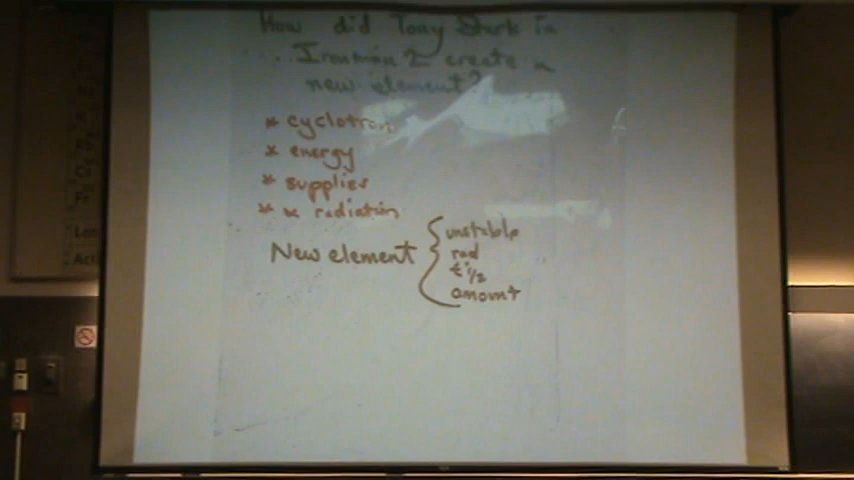 How did Tony Stark in
Ironman 2 create a
new element?
* cyclotron
* energy
* supplies
* * radiation
New element { unstable
rad
t 1/2
amount